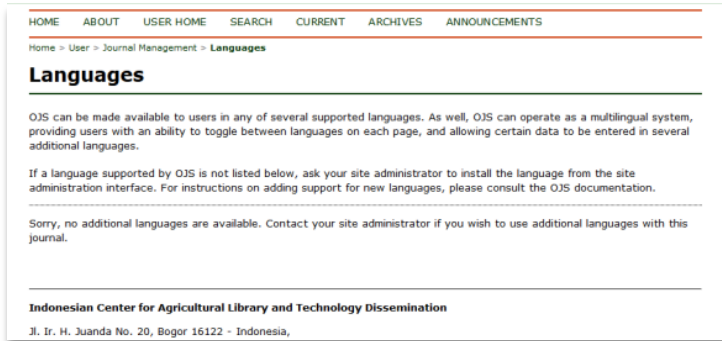 HOME ABOUT USER HOME SEARCH CURRENT ARCHIVES ANNOUNCEMENTS
Home > User > Journal Management > Languages
Languages
OJS can be made available to users in any of several supported languages. As well, OJS can operate as a multilingual system,
providing users with an ability to toggle between languages on each page, and allowing certain data to be entered in several
additional languages.
If a language supported by OJS is not listed below, ask your site administrator to install the language from the site
administration interface. For instructions on adding support for new languages, please consult the OJS documentation.
Sorry, no additional languages are available. Contact your site administrator if you wish to use additional languages with this
journal.
Indonesian Center for Agricultural Library and Technology Dissemination
Jl. Ir. H. Juanda No. 20, Bogor 16122 - Indonesia,